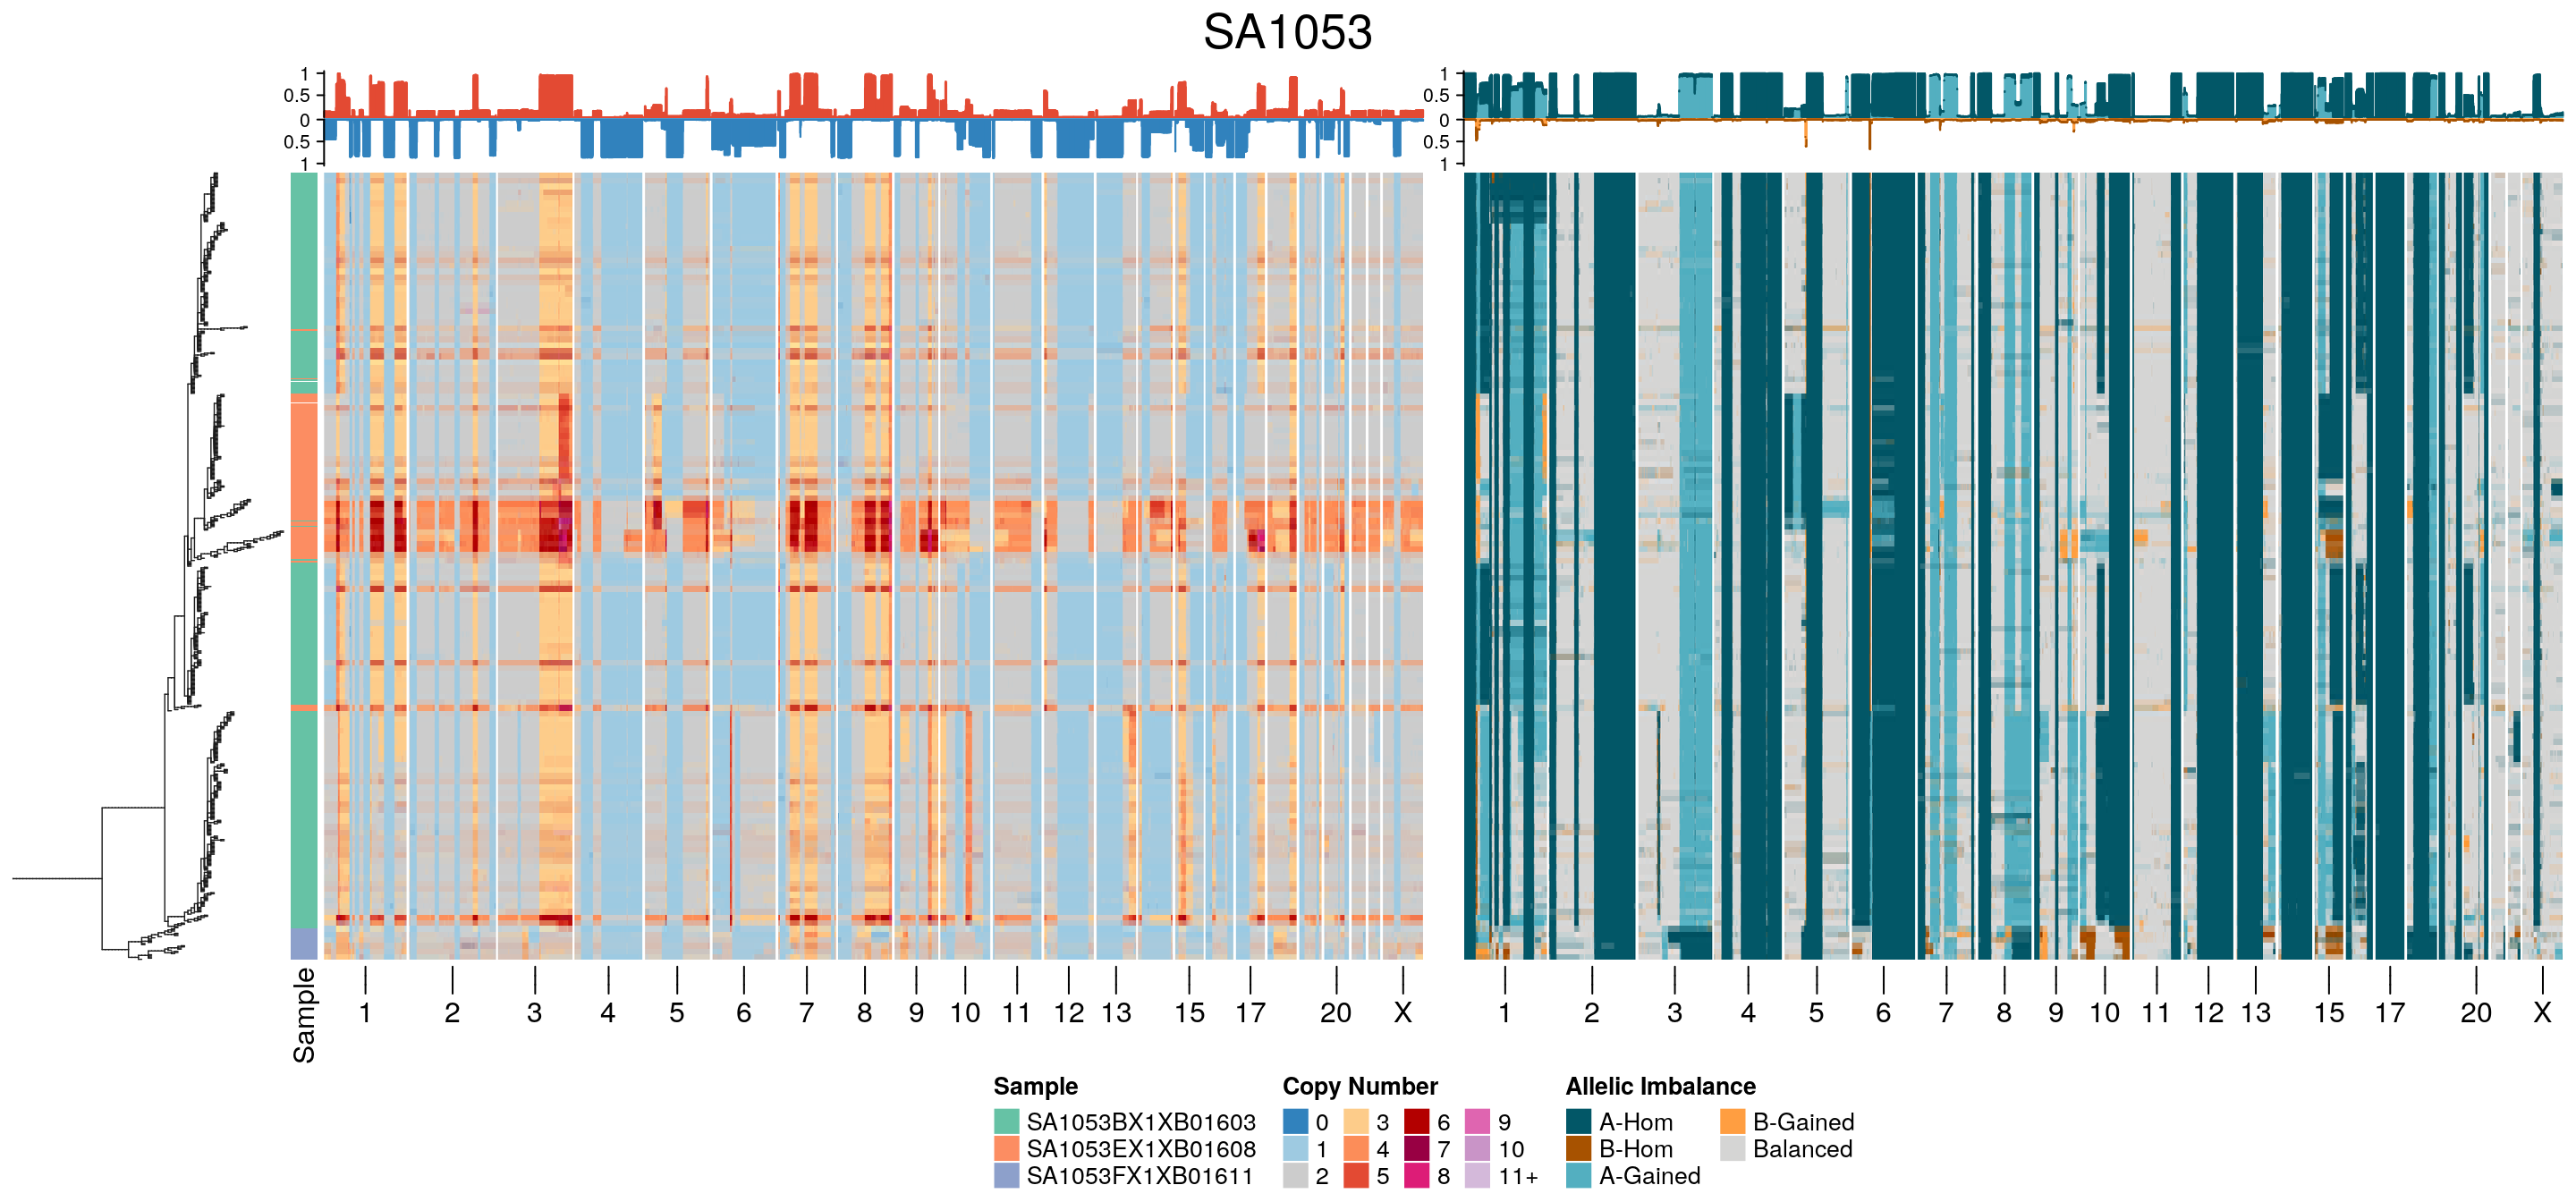 SA1053
1
0.5
0
0.5
1
1
0.5
0
0.5
1
Sample
1 2 3 4 5 6 7 8 9 10 11 12 13 15 17 20 X
1 2 3 4 5 6 7 8 9 10 11 12 13 15 17 20 X
Sample
SA1053BX1XB01603
SA1053EX1XB01608
SA1053FX1XB01611
Copy Number
0 3 6 9
1 4 7 10
2 5 8 11+
Allelic Imbalance
A-Hom B-Gained
B-Hom Balanced
A-Gained